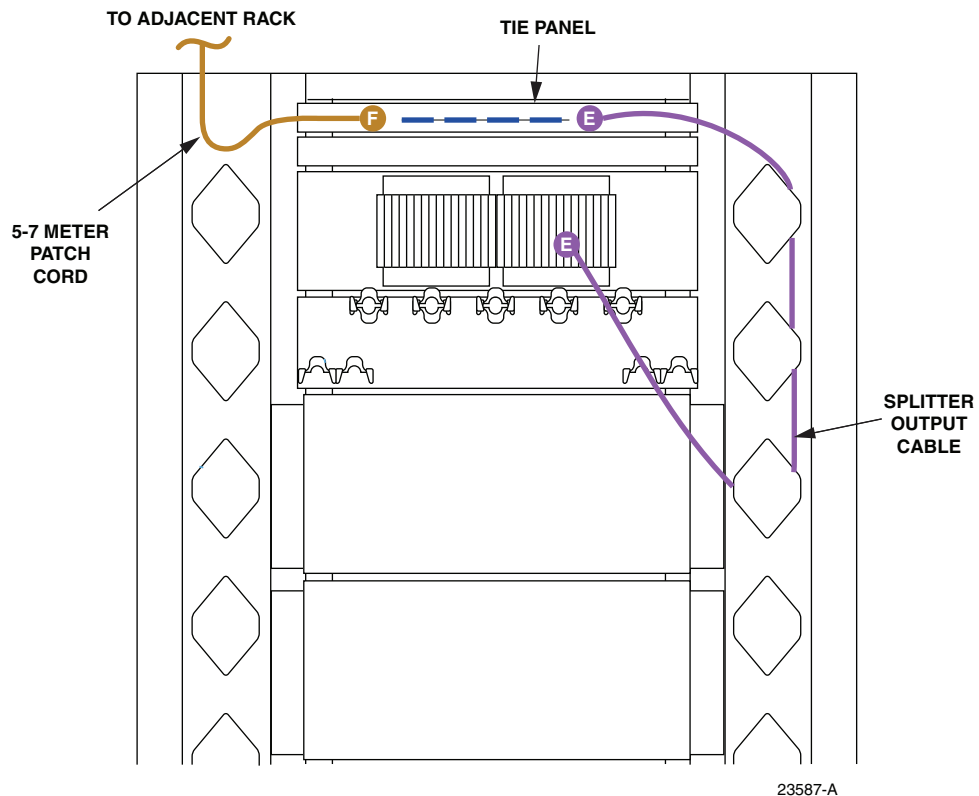 TO ADJACENT RACK
TIE PANEL
F
E
5-7 METER
PATCH
CORD
E
SPLITTER
OUTPUT
CABLE
23587-A